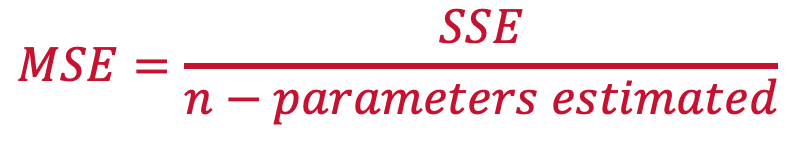 MSE = SSE / n − parameters estimated